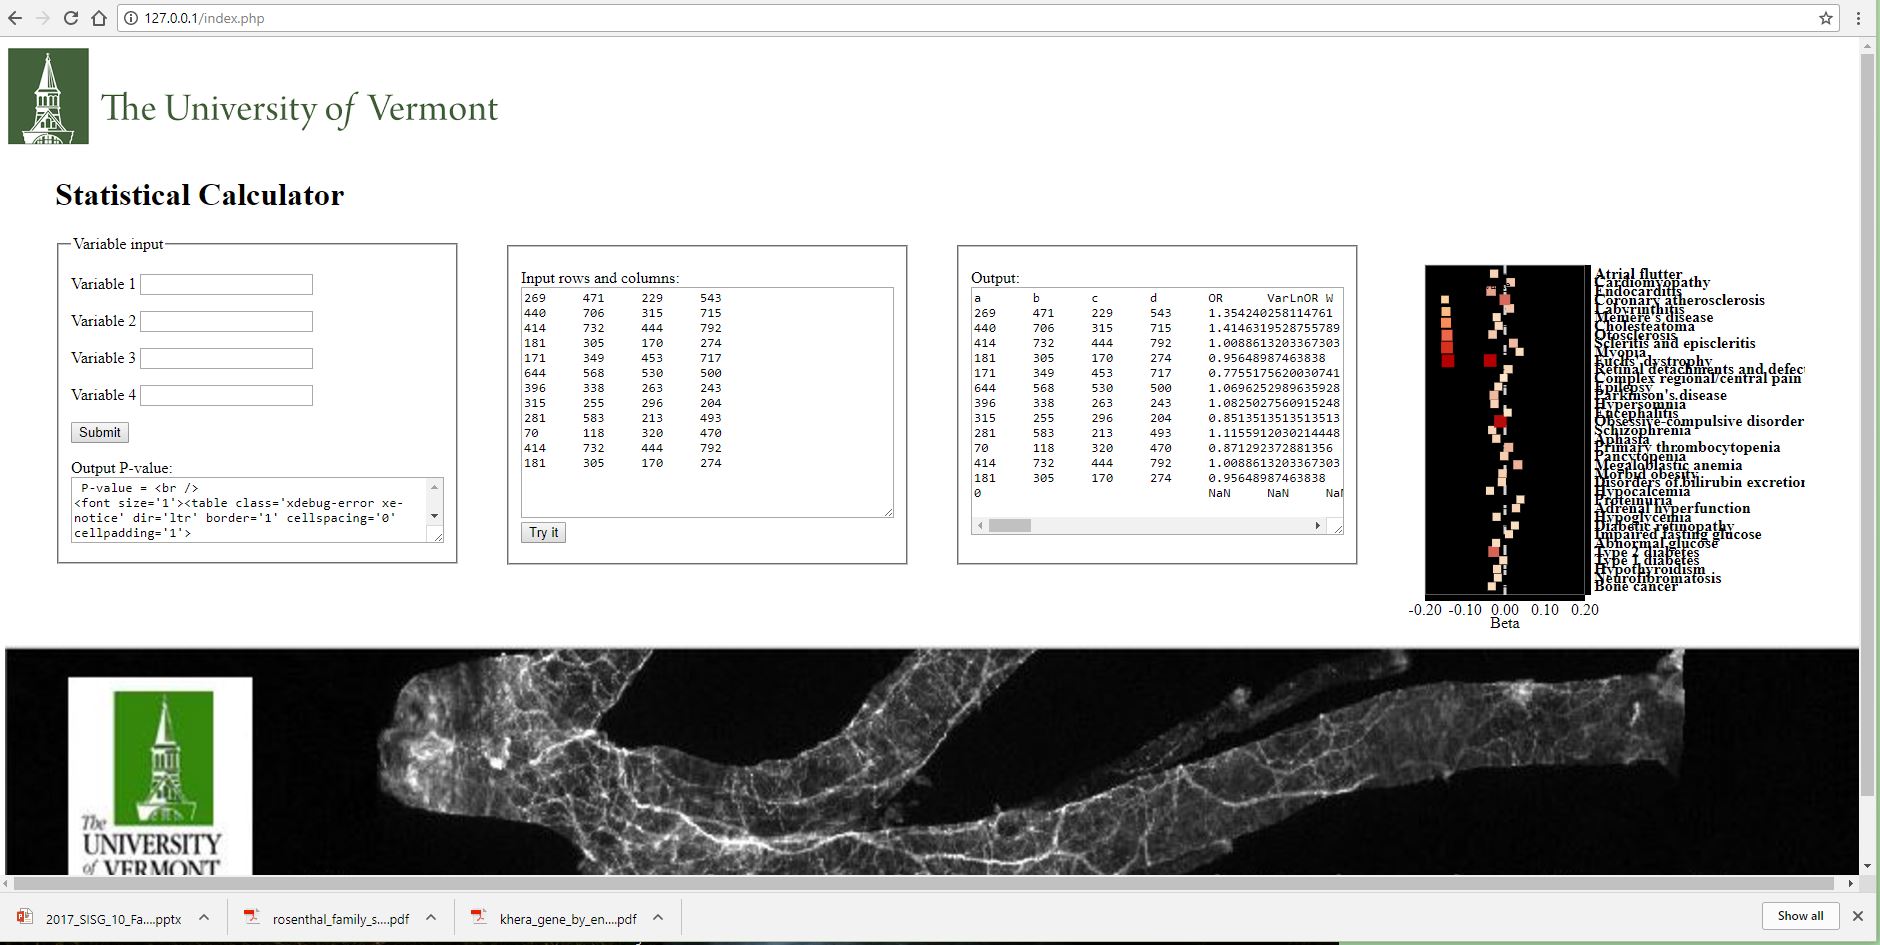 127.0.0.1/index.php
The University of Vermont
Statistical Calculator
Variable input
Variable 1
Variable 2
Variable 3
Variable 4
Submit
Output P-value:
P-value = <br />
<font size='1'><table class='xdebug-error xe-
notice' dir='ltr' border='1' cellspacing='0'
cellpadding='1'>
Input rows and columns:
269 471 229 543
440 706 315 715
414 732 444 792
181 305 170 274
171 349 453 717
644 568 530 500
396 338 263 243
315 255 296 204
281 583 213 493
70 118 320 470
414 732 444 792
181 305 170 274
Try it
Output:
a b c d OR VarLnOR W
269 471 229 543 1.354240258114761
440 706 315 715 1.4146319528755789
414 732 444 792 1.0088613203367303
181 305 170 274 0.95648987463838
171 349 453 717 0.7755175620030741
644 568 530 500 1.0696252989635928
396 338 263 243 1.0825027560915248
315 255 296 204 0.8513513513513513
281 583 213 493 1.1155912030214448
70 118 320 470 0.871292372881356
414 732 444 792 1.0088613203367303
181 305 170 274 0.95648987463838
0 NaN NaN NaN
Atrial flutter
Cardiomyopathy
Endocarditis
Coronary atherosclerosis
Labyrinthitis
Meniere's disease
Cholesteatoma
Otosclerosis
Scleritis and episcleritis
Myopia
Fuchs' dystrophy
Retinal detachments and defect
Complex regional/central pain
Epilepsy
Parkinson's disease
Hypersomnia
Encephalitis
Obsessive-compulsive disorder
Schizophrenia
Aphasia
Primary thrombocytopenia
Pancytopenia
Megaloblastic anemia
Morbid obesity
Disorders of bilirubin excretion
Hypocalcemia
Proteinuria
Adrenal hyperfunction
Hypoglycemia
Diabetic retinopathy
Impaired fasting glucose
Abnormal glucose
Type 2 diabetes
Type 1 diabetes
Hypothyroidism
Neurofibromatosis
Bone cancer
-0.20 -0.10 0.00 0.10 0.20
Beta
The
UNIVERSITY
of VERMONT
2017_SISG_10_Fa....pptx
rosenthal_family_s....pdf
khera_gene_by_en....pdf
Show all